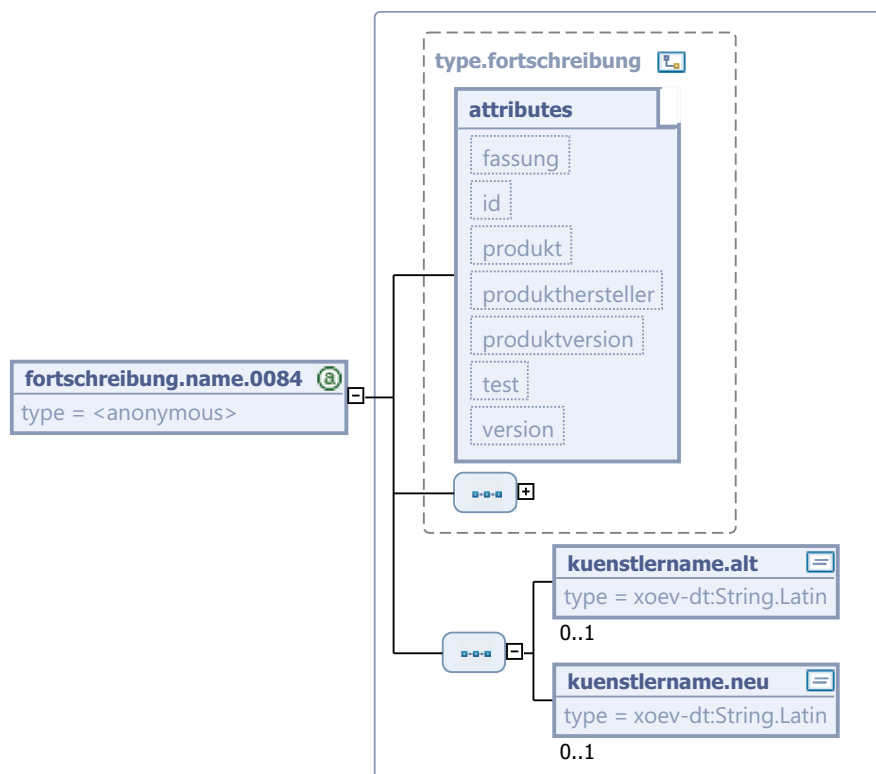 type.fortschreibung
attributes
fassung
id
produkt
produkthersteller
produktversion
test
version
fortschreibung.name.0084
type = <anonymous>
kuenstlername.alt
type = xoev-dt:String.Latin
0..1
kuenstlername.neu
type = xoev-dt:String.Latin
0..1